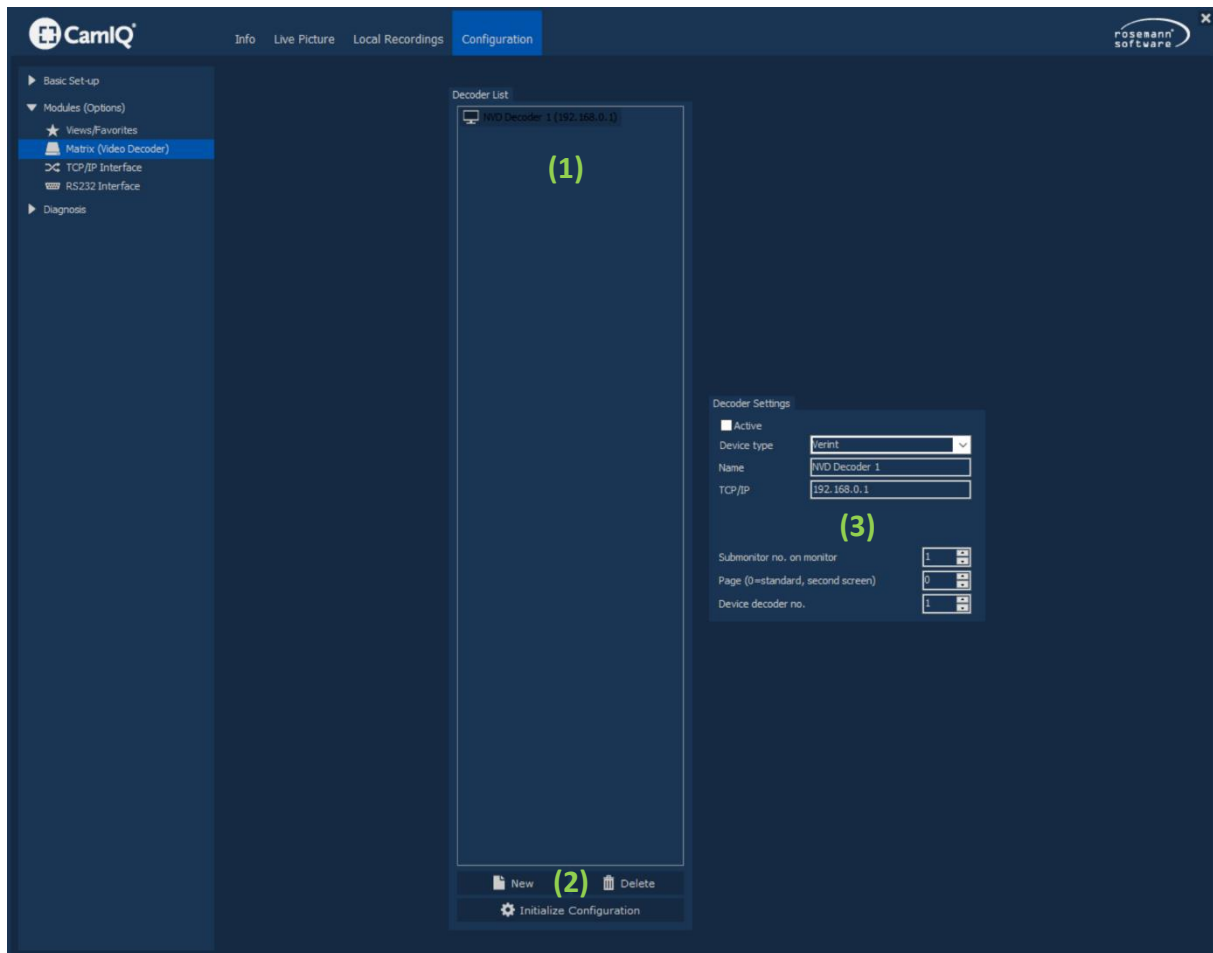 CamIQ®
Info Live Picture Local Recordings Configuration
rosemann®
software
Basic Set-up
Modules (Options)
Views/Favorites
Matrix (Video Decoder)
TCP/IP Interface
RS232 Interface
Diagnosis
Decoder List
NVD Decoder 1 (192.168.0.1)
(1)
New (2) Delete
Initialize Configuration
Decoder Settings
Active
Device type Verint
Name NVD Decoder 1
TCP/IP 192.168.0.1
(3)
Submonitor no. on monitor 1
Page (0=standard, second screen) 0
Device decoder no. 1